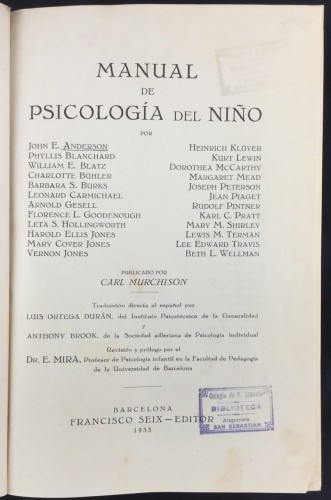 MANUAL
DE
PSICOLOGÍA DEL NIÑO
POR
JOHN E. ANDERSON
PHYLLIS BLANCHARD
WILLIAM E. BLATZ
CHARLOTTE BÜHLER
BARBARA S. BURKS
LEONARD CARMICHAEL
ARNOLD GESELL
FLORENCE L. GOODENOUGH
LETA S. HOLLINGWORTH
HAROLD ELLIS JONES
MARY COVER JONES
VERNON JONES
HEINRICH KLÜVER
KURT LEWIN
DOROTHEA MCCARTHY
MARGARET MEAD
JOSEPH PETERSON
JEAN PIAGET
RUDOLF PINTNER
KARL C. PRATT
MARY M. SHIRLEY
LEWIS M. TERMAN
LEE EDWARD TRAVIS
BETH L. WELLMAN
PUBLICADO POR
CARL MURCHISON
Traducción directa al español por
LUIS ORTEGA DURÁN, del Instituto Psicotécnico de la Generalidad
Y
ANTHONY BROOK, de la Sociedad adleriana de Psicología individual
Revisión y prólogo por el
DR. E. MIRA, Profesor de Psicología infantil en la Facultad de Pedagogía
de la Universidad de Barcelona
BARCELONA
FRANCISCO SEIX—EDITOR
1935
Colegio de
BIBLIOTECA
SAN SEBASTIAN